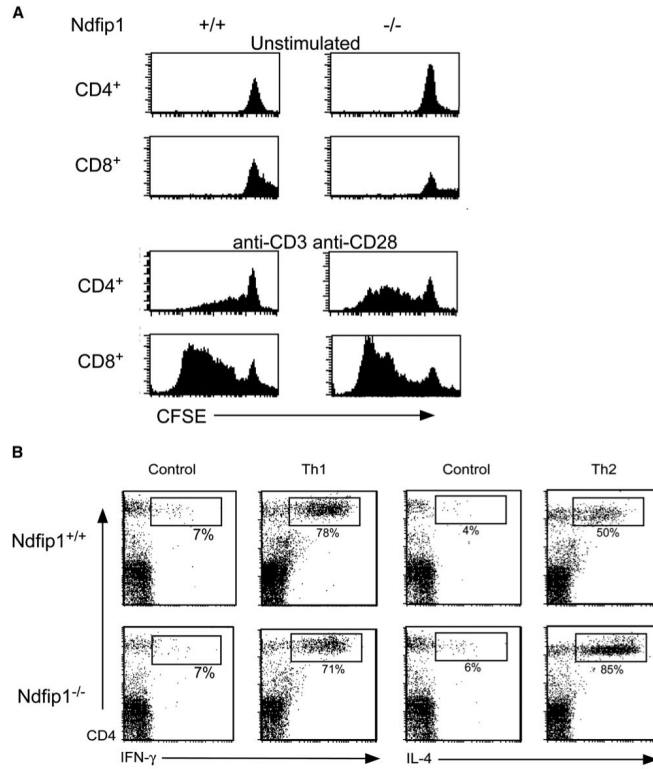 A
Ndfip1 +/+ -/-
Unstimulated
CD4+
CD8+
anti-CD3 anti-CD28
CD4+
CD8+
CFSE
B
Control Th1 Control Th2
Ndfip1+/+
7% 78% 4% 50%
Ndfip1-/-
7% 71% 6% 85%
CD4
IFN-γ IL-4